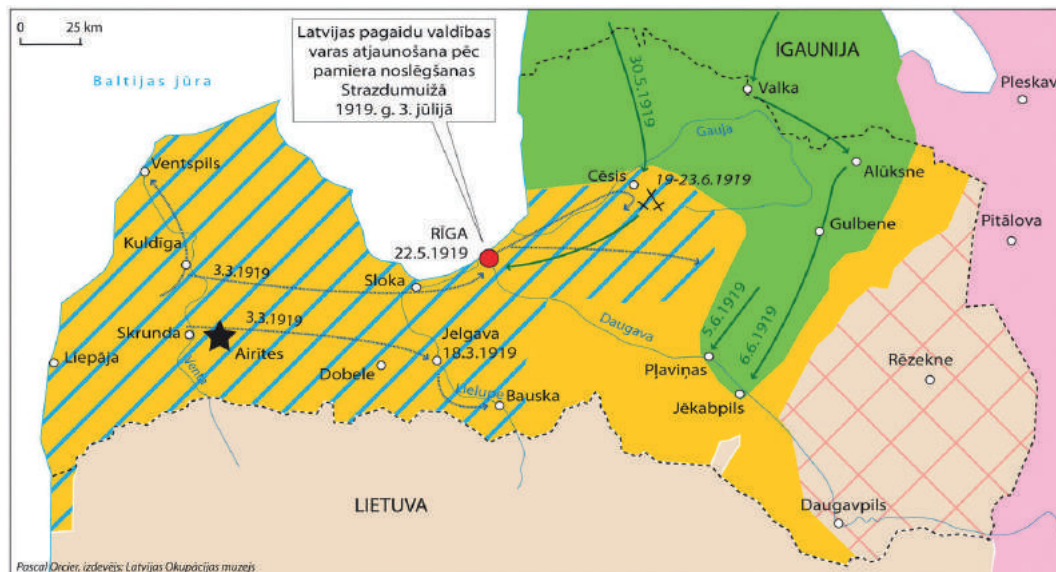 0 25 km
Latvijas pagaidu valdības
varas atjaunošana pēc
pamiera noslēgšanas
Strazdumuižā
1919. g. 3. jūlijā
IGAUNIJA
Baltijas jūra
30.5.1919
Valka
Pleskava
Gauja
Ventspils
Cēsis
19-23.6.1919
Alūksne
Kuldīga
RĪGA
22.5.1919
Gulbene
Pitālova
3.3.1919
Sloka
Skrunda
3.3.1919
Airītes
Jelgava
18.3.1919
Daugava
5.6.1919
6.6.1919
Liepāja
Venta
Dobele
Pļaviņas
Rēzekne
Lielupe
Bauska
Jēkabpils
LIETUVA
Daugavpils
Pascal Orcier, izdevējs: Latvijas Okupācijas muzejs